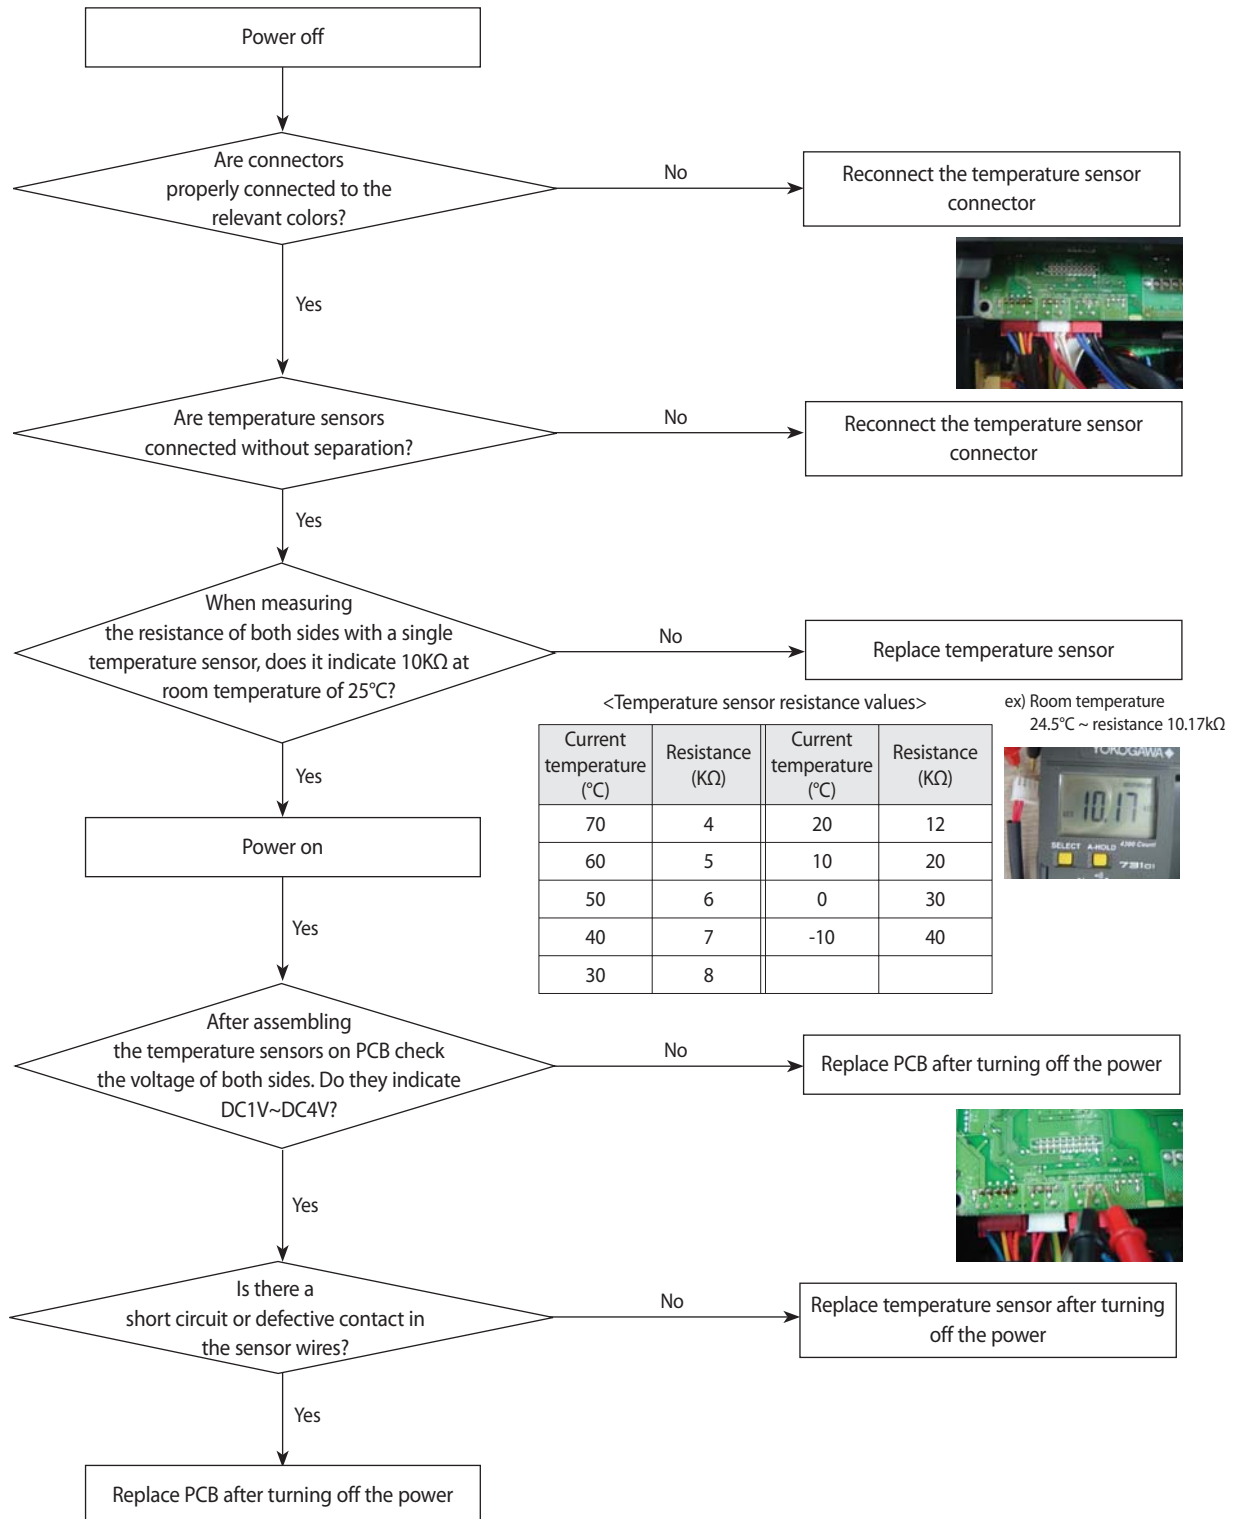 Power off
Are connectors
properly connected to the
relevant colors?
No
Reconnect the temperature sensor
connector
Yes
Are temperature sensors
connected without separation?
No
Reconnect the temperature sensor
connector
Yes
When measuring
the resistance of both sides with a single
temperature sensor, does it indicate 10KΩ at
room temperature of 25°C?
No
Replace temperature sensor
<Temperature sensor resistance values>
Current temperature (°C) Resistance (KΩ) Current temperature (°C) Resistance (KΩ)
70 4 20 12
60 5 10 20
50 6 0 30
40 7 -10 40
30 8
ex) Room temperature
24.5°C ~ resistance 10.17kΩ
YOKOGAWA
10.17
SELECT A-HOLD 4300 Count
731 01
Yes
Power on
Yes
After assembling
the temperature sensors on PCB check
the voltage of both sides. Do they indicate
DC1V~DC4V?
No
Replace PCB after turning off the power
Yes
Is there a
short circuit or defective contact in
the sensor wires?
No
Replace temperature sensor after turning
off the power
Yes
Replace PCB after turning off the power